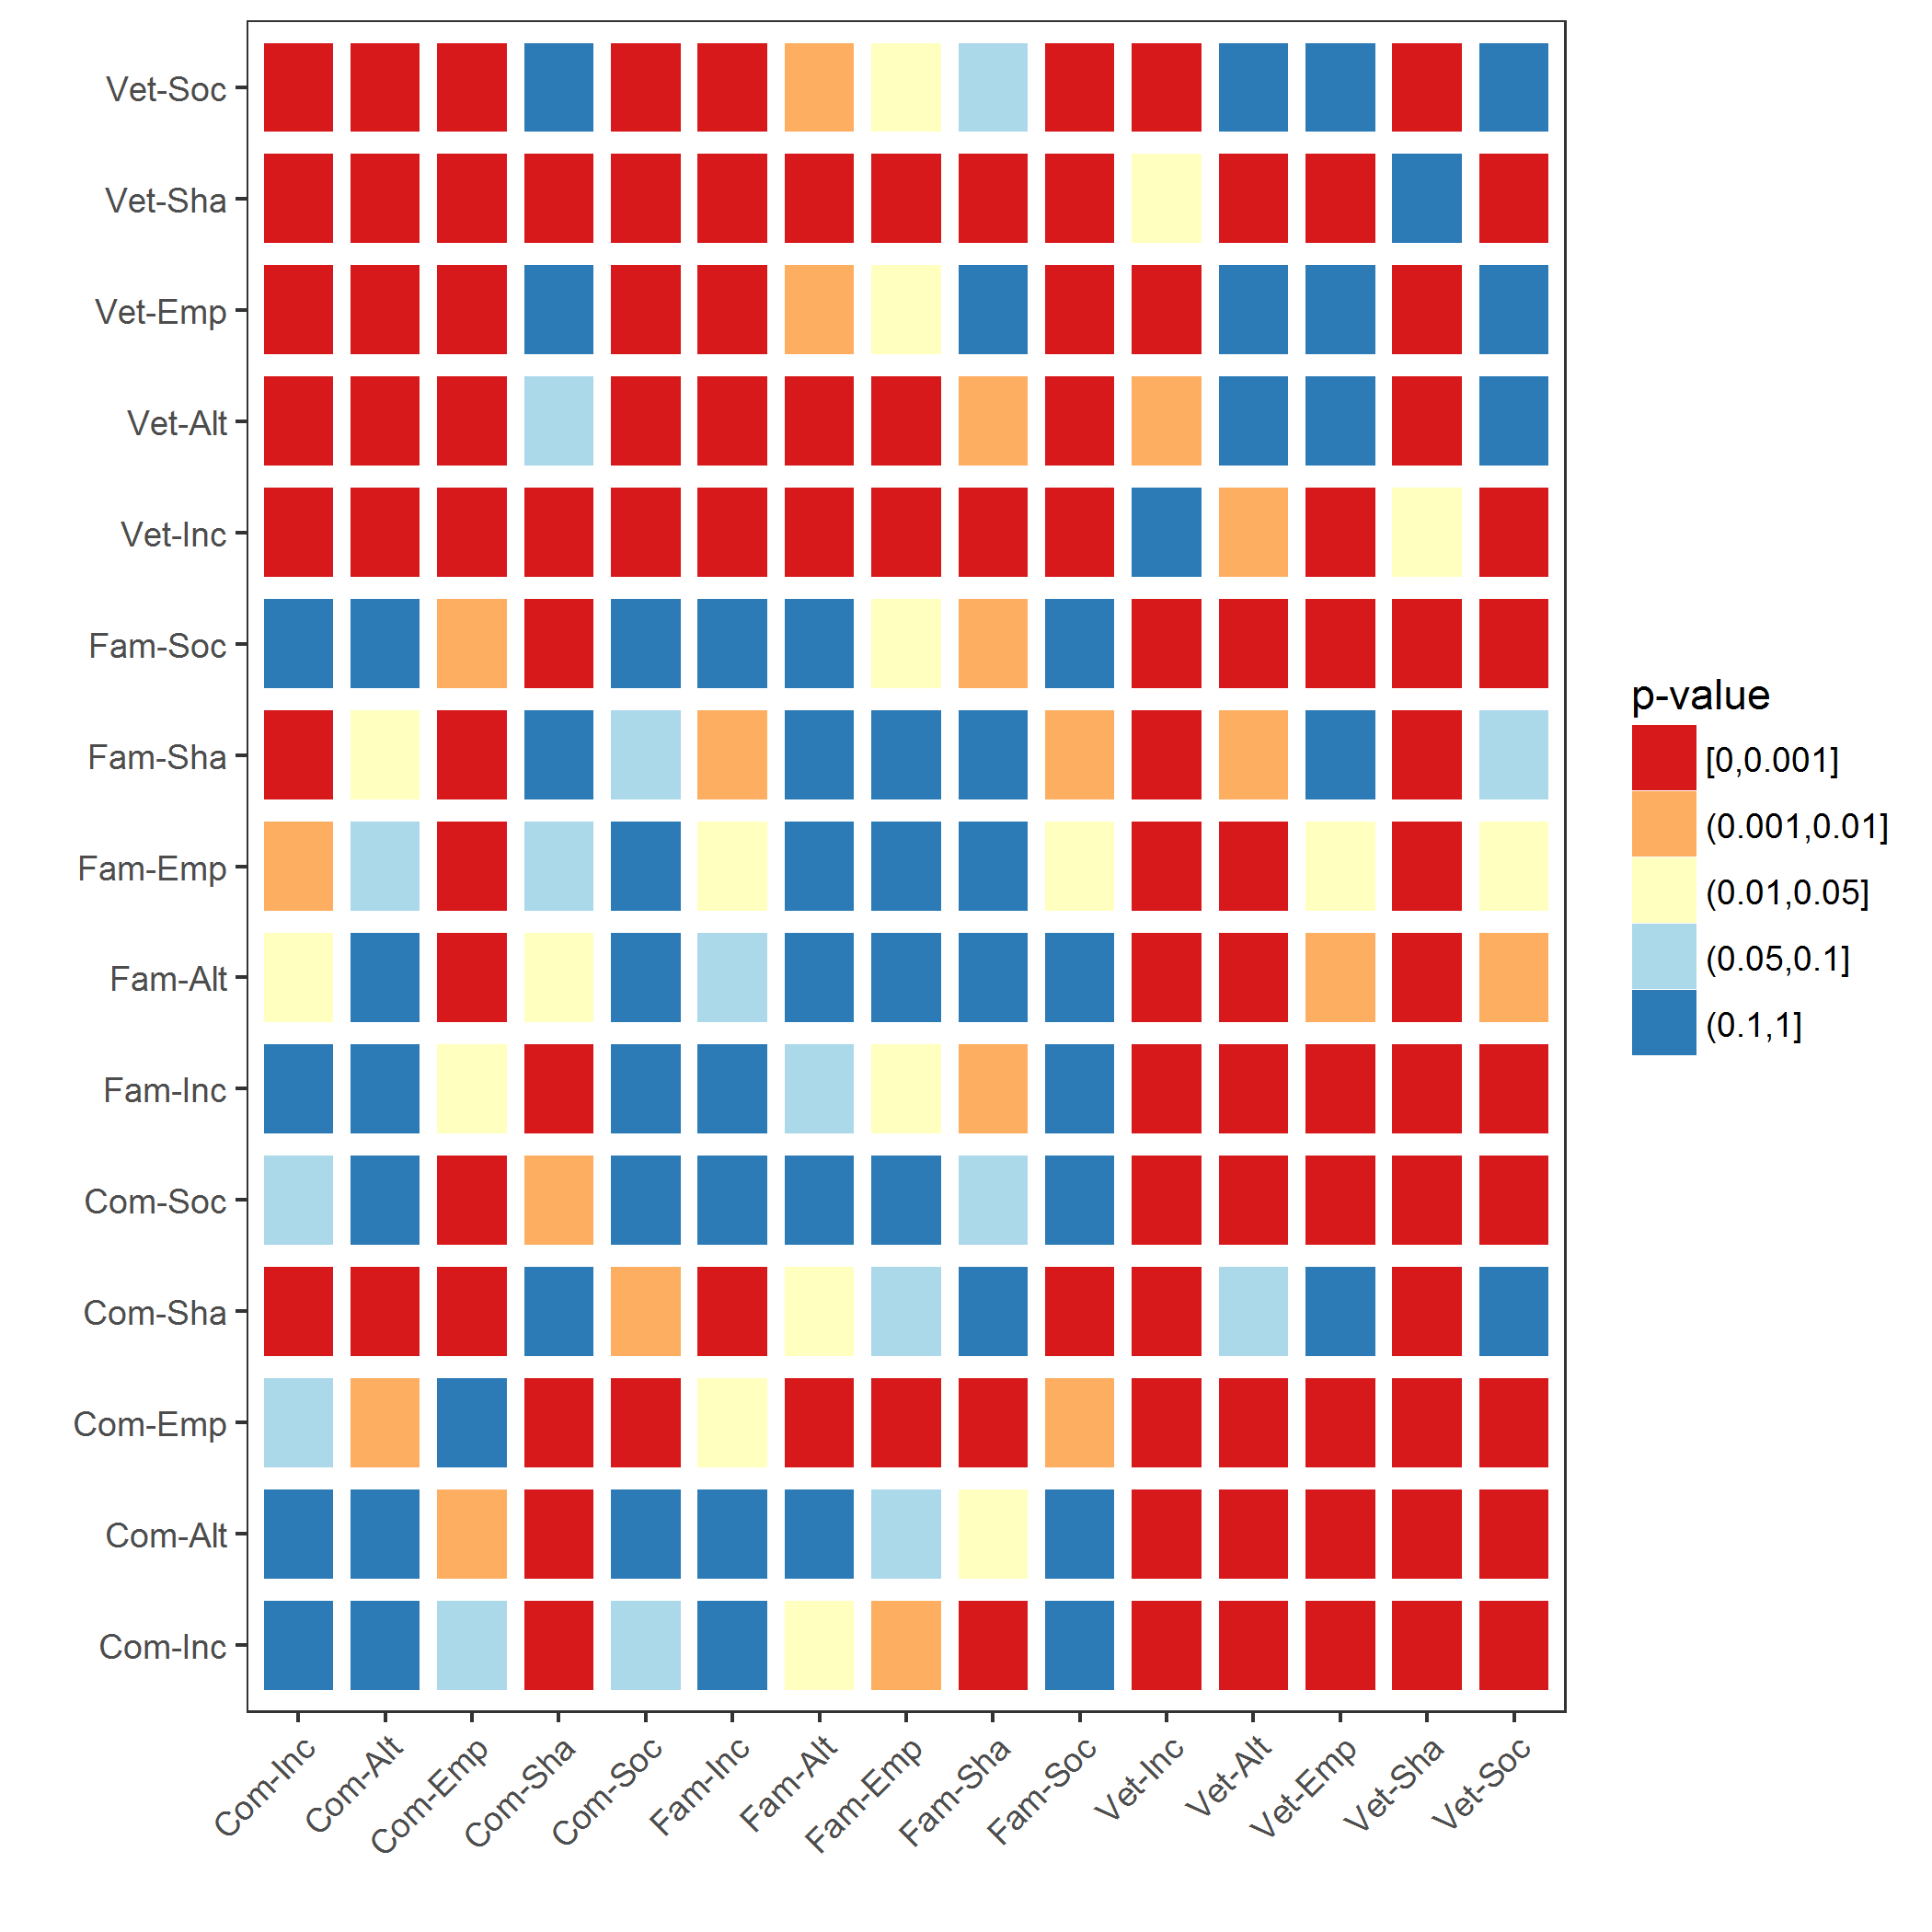 Vet-Soc
Vet-Sha
Vet-Emp
Vet-Alt
Vet-Inc
Fam-Soc
Fam-Sha
Fam-Emp
Fam-Alt
Fam-Inc
Com-Soc
Com-Sha
Com-Emp
Com-Alt
Com-Inc
Com-Inc
Com-Alt
Com-Emp
Com-Sha
Com-Soc
Fam-Inc
Fam-Alt
Fam-Emp
Fam-Sha
Fam-Soc
Vet-Inc
Vet-Alt
Vet-Emp
Vet-Sha
Vet-Soc
p-value
[0,0.001]
(0.001,0.01]
(0.01,0.05]
(0.05,0.1]
(0.1,1]